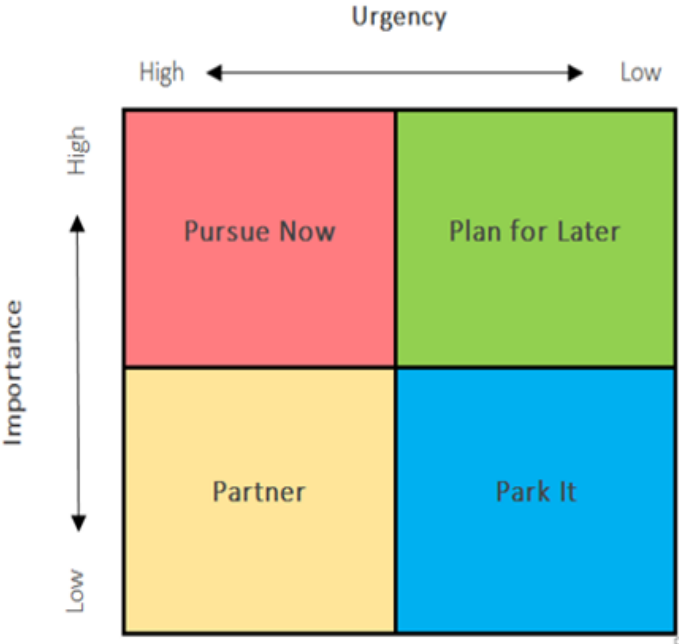 Urgency
High
Low
High
Pursue Now
Plan for Later
Importance
Partner
Park It
Low